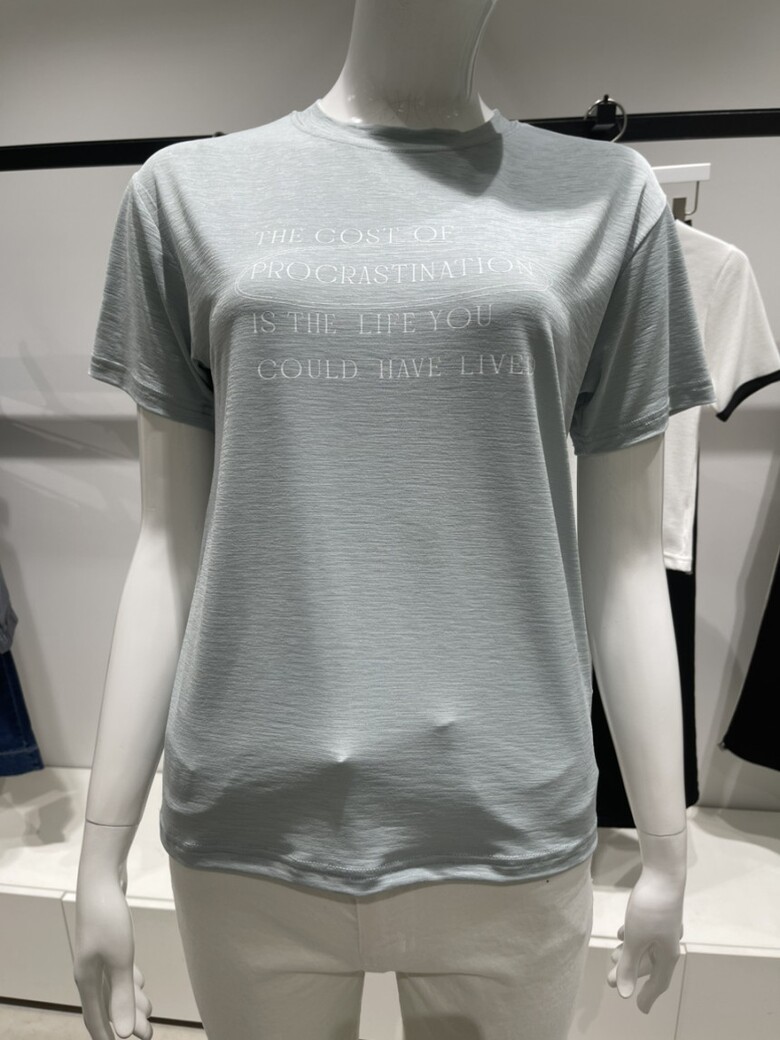 THE COST OF
PROCRASTINATION
IS THE LIFE YOU
COULD HAVE LIVED